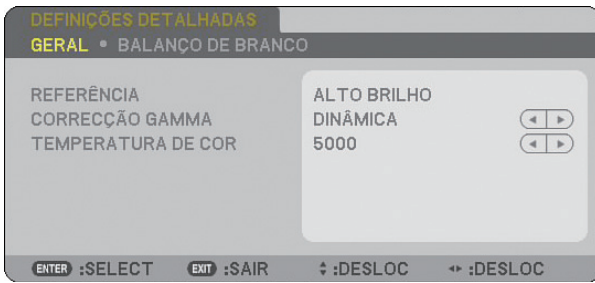 DEFINIÇÕES DETALHADAS
GERAL • BALANÇO DE BRANCO
REFERÊNCIA ALTO BRILHO
CORRECÇÃO GAMMA DINÂMICA
TEMPERATURA DE COR 5000
ENTER :SELECT EXIT :SAIR :DESLOC :DESLOC